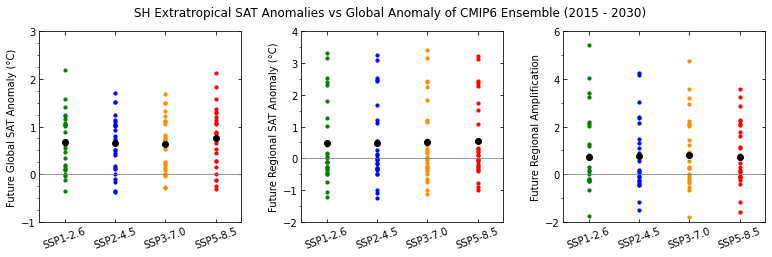 SH Extratropical SAT Anomalies vs Global Anomaly of CMIP6 Ensemble (2015 - 2030)
Future Global SAT Anomaly (°C)
3
2
1
0
−1
SSP1-2.6 SSP2-4.5 SSP3-7.0 SSP5-8.5
Future Regional SAT Anomaly (°C)
4
3
2
1
0
−1
−2
SSP1-2.6 SSP2-4.5 SSP3-7.0 SSP5-8.5
Future Regional Amplification
6
4
2
0
−2
SSP1-2.6 SSP2-4.5 SSP3-7.0 SSP5-8.5